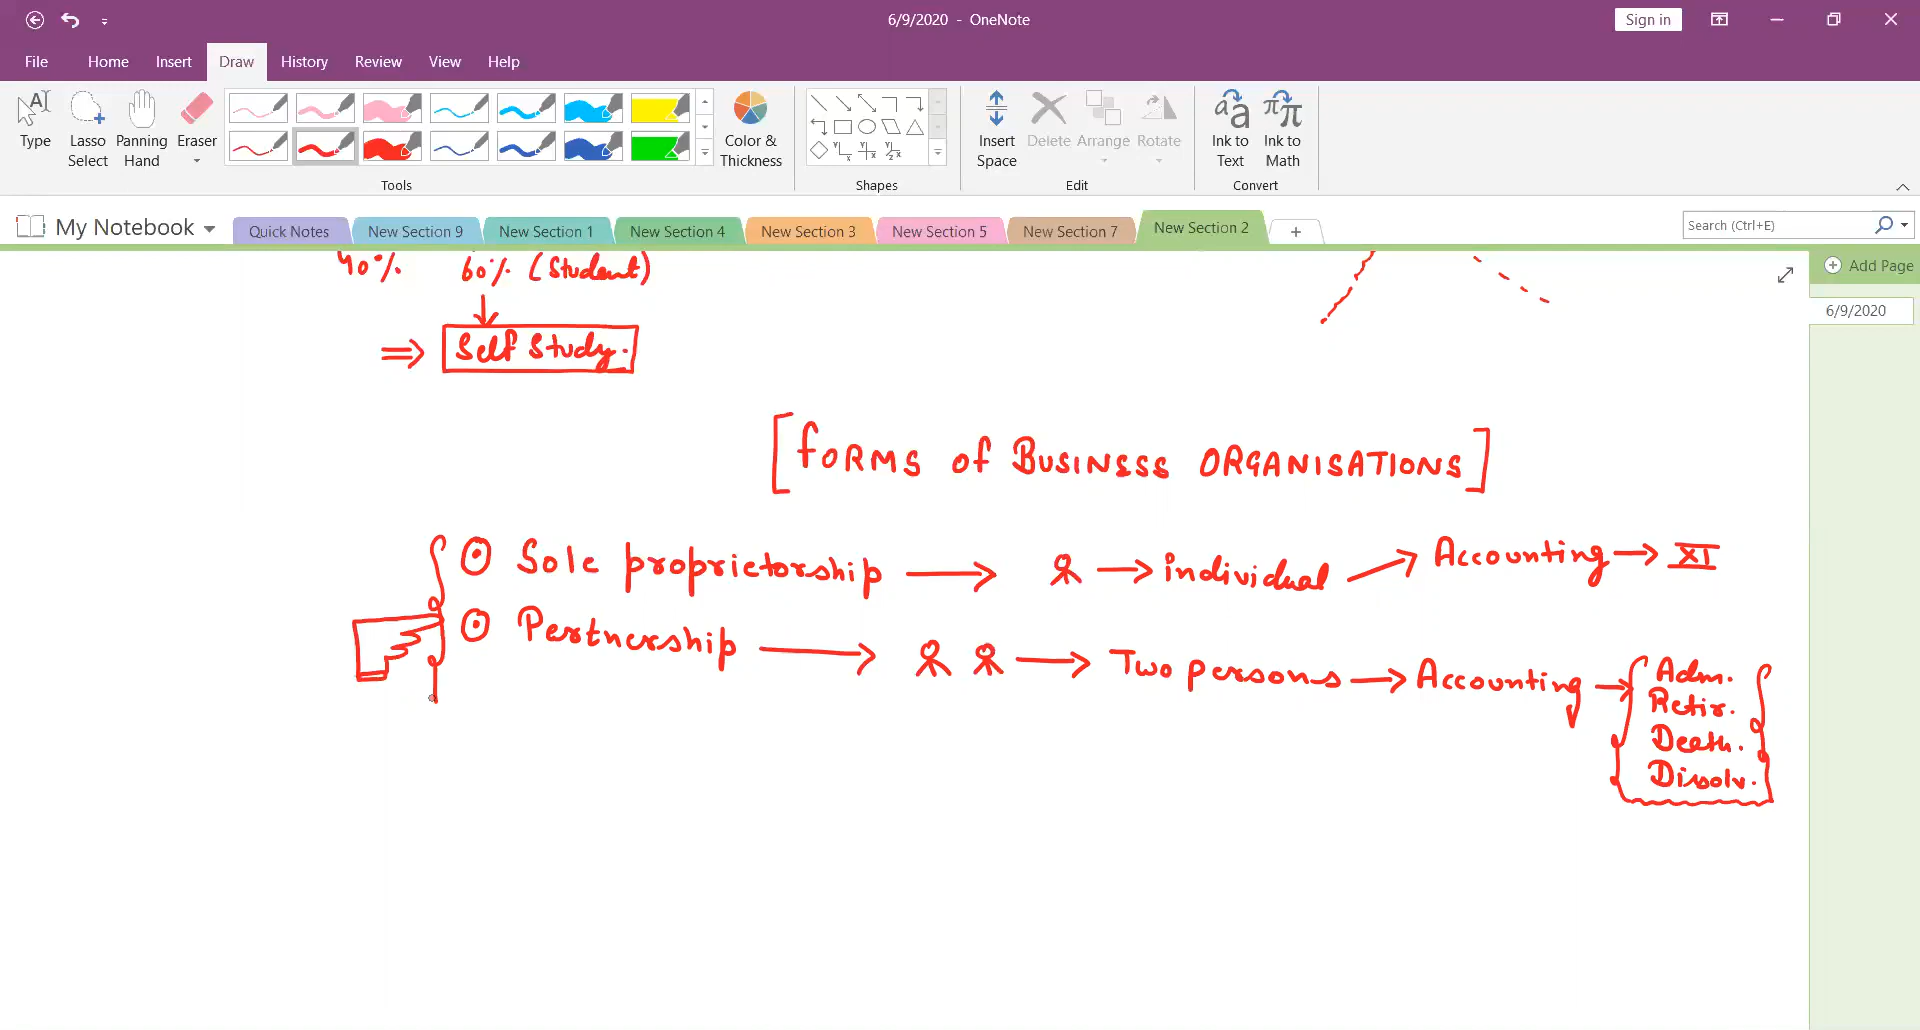 6/9/2020 - OneNote
Sign in
File Home Insert Draw History Review View Help
Type
Lasso Select
Panning Hand
Eraser
Color & Thickness
Insert Space
Delete
Arrange
Rotate
Ink to Text
Ink to Math
Tools
Shapes
Edit
Convert
My Notebook
Quick Notes
New Section 9
New Section 1
New Section 4
New Section 3
New Section 5
New Section 7
New Section 2
+
Search (Ctrl+E)
Add Page
6/9/2020
40% 60% (Student)
⇒ Self Study.
[FORMS of BUSINESS ORGANISATIONS]
⊙ Sole proprietorship → → individual → Accounting → XI
⊙ Partnership → → Two persons → Accounting →
Adm.
Retir.
Death.
Dissolv.